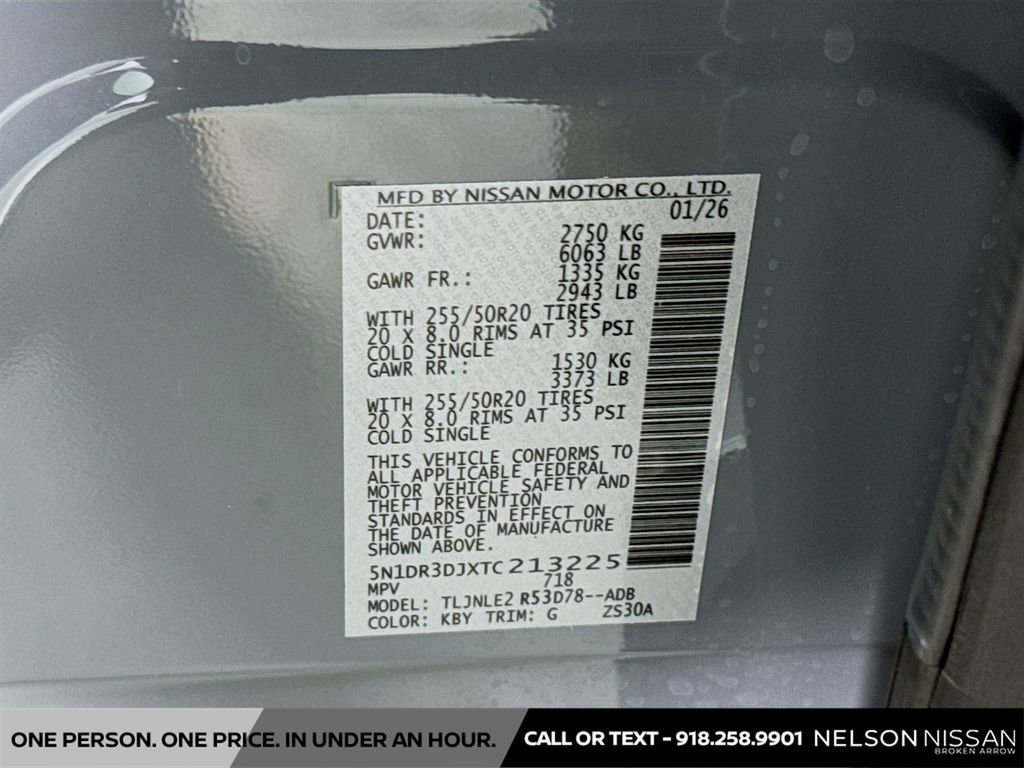 MFD BY NISSAN MOTOR CO., LTD.
DATE: 01/26
GVWR: 2750 KG
6063 LB
GAWR FR.: 1335 KG
2943 LB
WITH 255/50R20 TIRES
20 X 8.0 RIMS AT 35 PSI
COLD SINGLE
GAWR RR.: 1530 KG
3373 LB
WITH 255/50R20 TIRES
20 X 8.0 RIMS AT 35 PSI
COLD SINGLE
THIS VEHICLE CONFORMS TO
ALL APPLICABLE FEDERAL
MOTOR VEHICLE SAFETY AND
THEFT PREVENTION
STANDARDS IN EFFECT ON
THE DATE OF MANUFACTURE
SHOWN ABOVE.
5N1DR3DJXTC213225
MPV 718
MODEL: TLJNLE2 R53D78--ADB
COLOR: KBY TRIM: G ZS30A
ONE PERSON. ONE PRICE. IN UNDER AN HOUR.
CALL OR TEXT - 918.258.9901 NELSON NISSAN
BROKEN ARROW